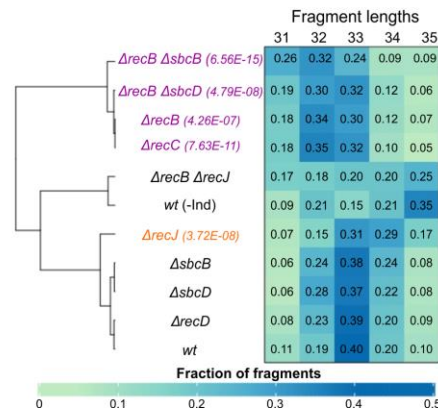 Fragment lengths
31 32 33 34 35
ΔrecB ΔsbcB (6.56E-15) 0.26 0.32 0.24 0.09 0.09
ΔrecB ΔsbcD (4.79E-08) 0.19 0.30 0.32 0.12 0.06
ΔrecB (4.26E-07) 0.18 0.34 0.30 0.12 0.07
ΔrecC (7.63E-11) 0.18 0.35 0.32 0.10 0.05
ΔrecB ΔrecJ 0.17 0.18 0.20 0.20 0.25
wt (-Ind) 0.09 0.21 0.15 0.21 0.35
ΔrecJ (3.72E-08) 0.07 0.15 0.31 0.29 0.17
ΔsbcB 0.06 0.24 0.38 0.24 0.08
ΔsbcD 0.06 0.28 0.37 0.22 0.08
ΔrecD 0.08 0.23 0.39 0.20 0.09
wt 0.11 0.19 0.40 0.20 0.10
Fraction of fragments
0 0.1 0.2 0.3 0.4 0.5